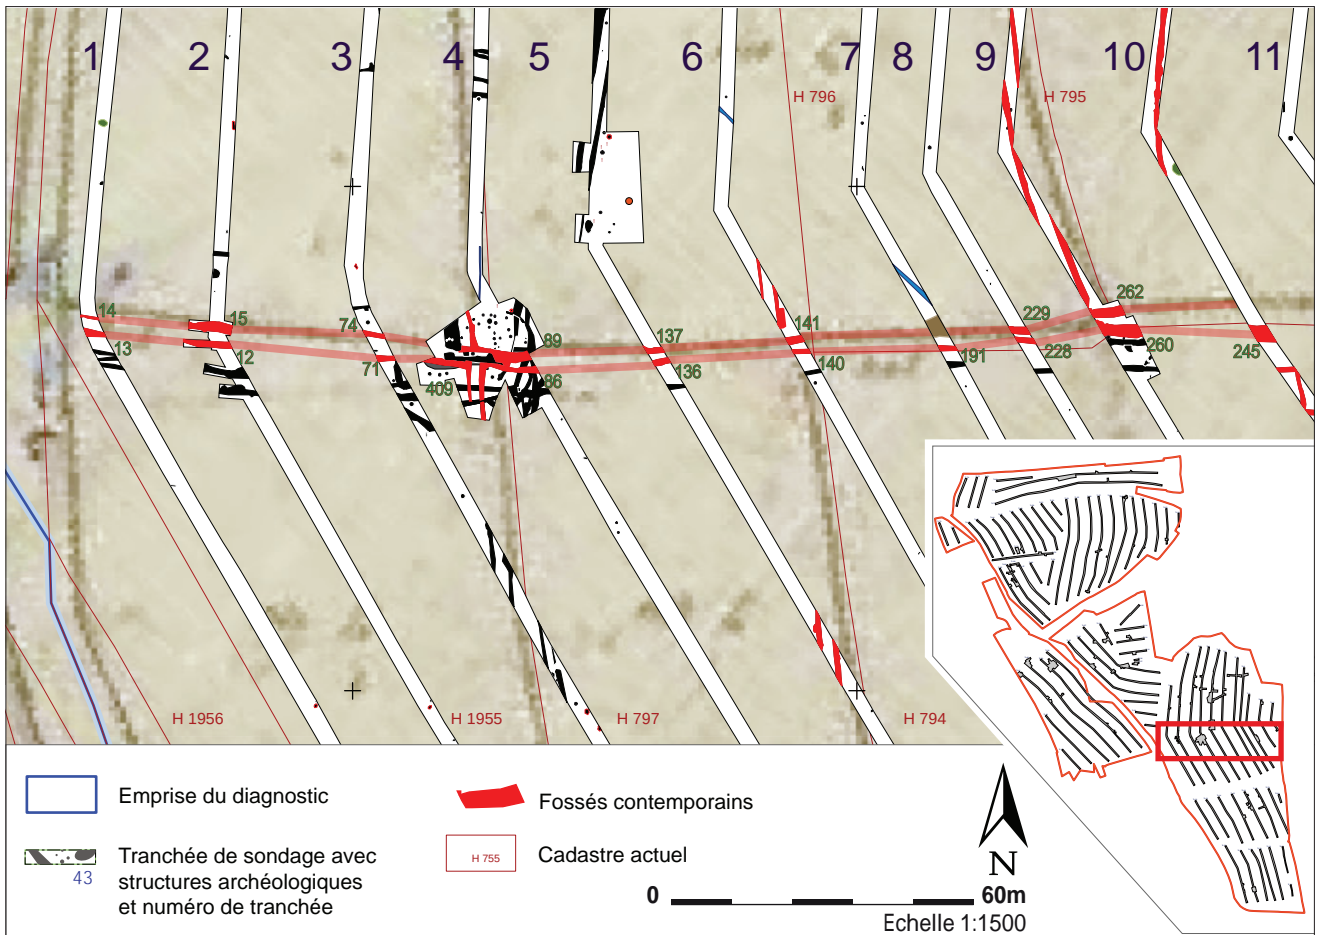 1 2 3 4 5 6 7 8 9 10 11
H 796
H 795
14
15
74
89
137
141
229
262
13
12
71
409
86
136
140
191
228
260
245
H 1956
H 1955
H 797
H 794
Emprise du diagnostic
Fossés contemporains
43
Tranchée de sondage avec
structures archéologiques
et numéro de tranchée
H 755
Cadastre actuel
N
0 60m
Echelle 1:1500